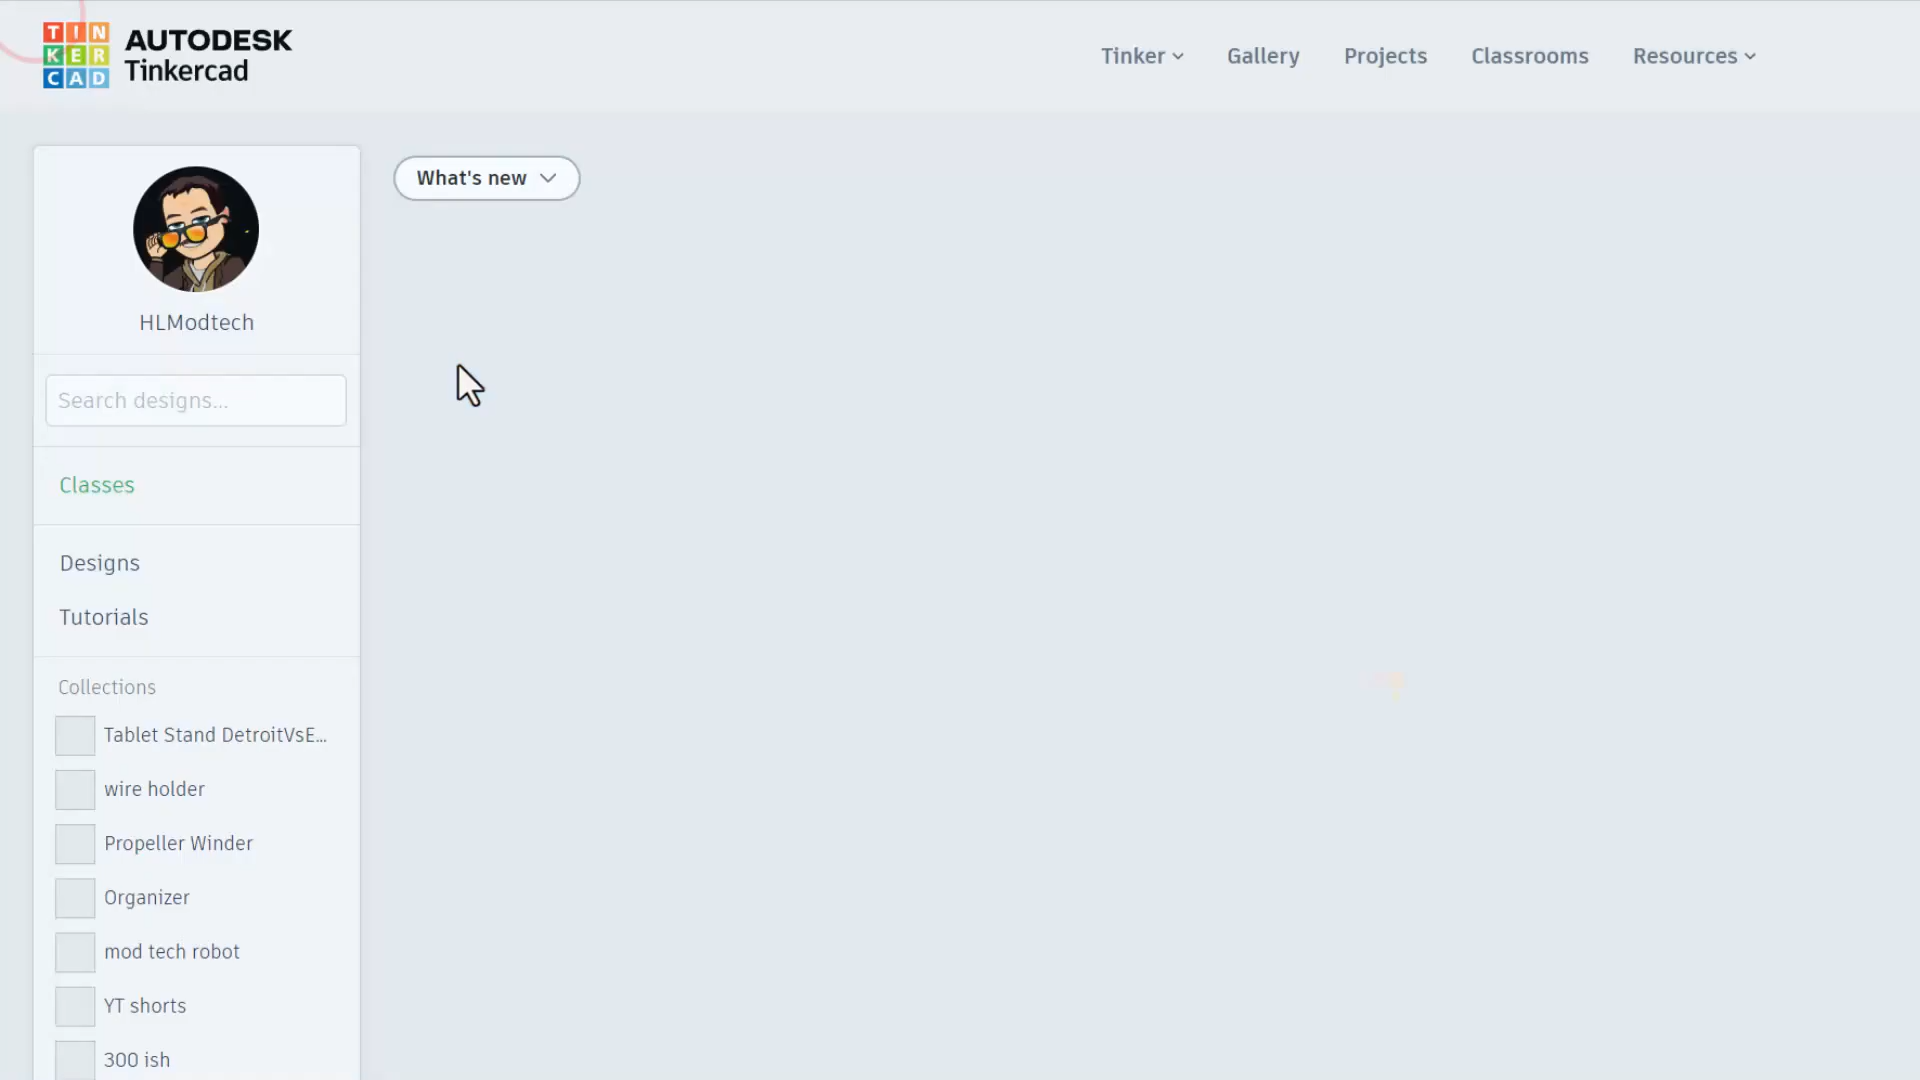 TIN
KER
CAD
AUTODESK
Tinkercad
Tinker
Gallery
Projects
Classrooms
Resources
What's new
HLModtech
Search designs...
Classes
Designs
Tutorials
Collections
Tablet Stand DetroitVsE...
wire holder
Propeller Winder
Organizer
mod tech robot
YT shorts
300 ish